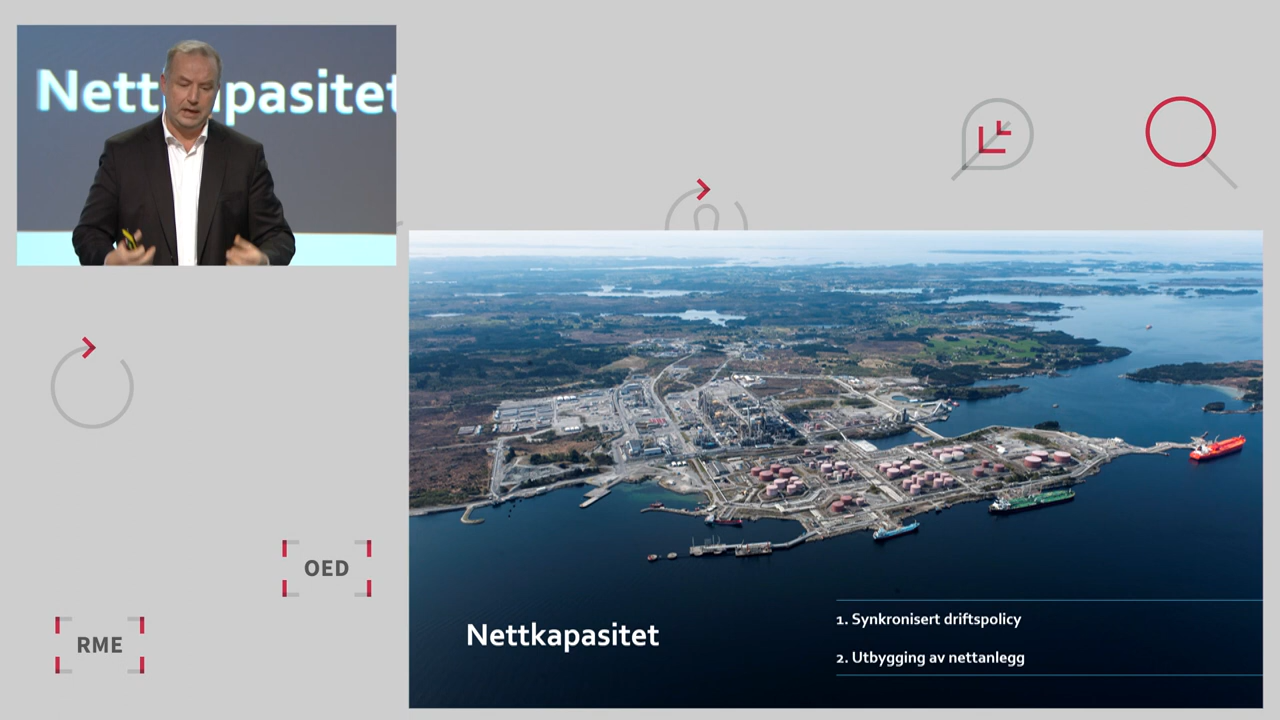 Nettkapasitet
OED
RME
Nettkapasitet
1. Synkronisert driftspolicy
2. Utbygging av nettanlegg